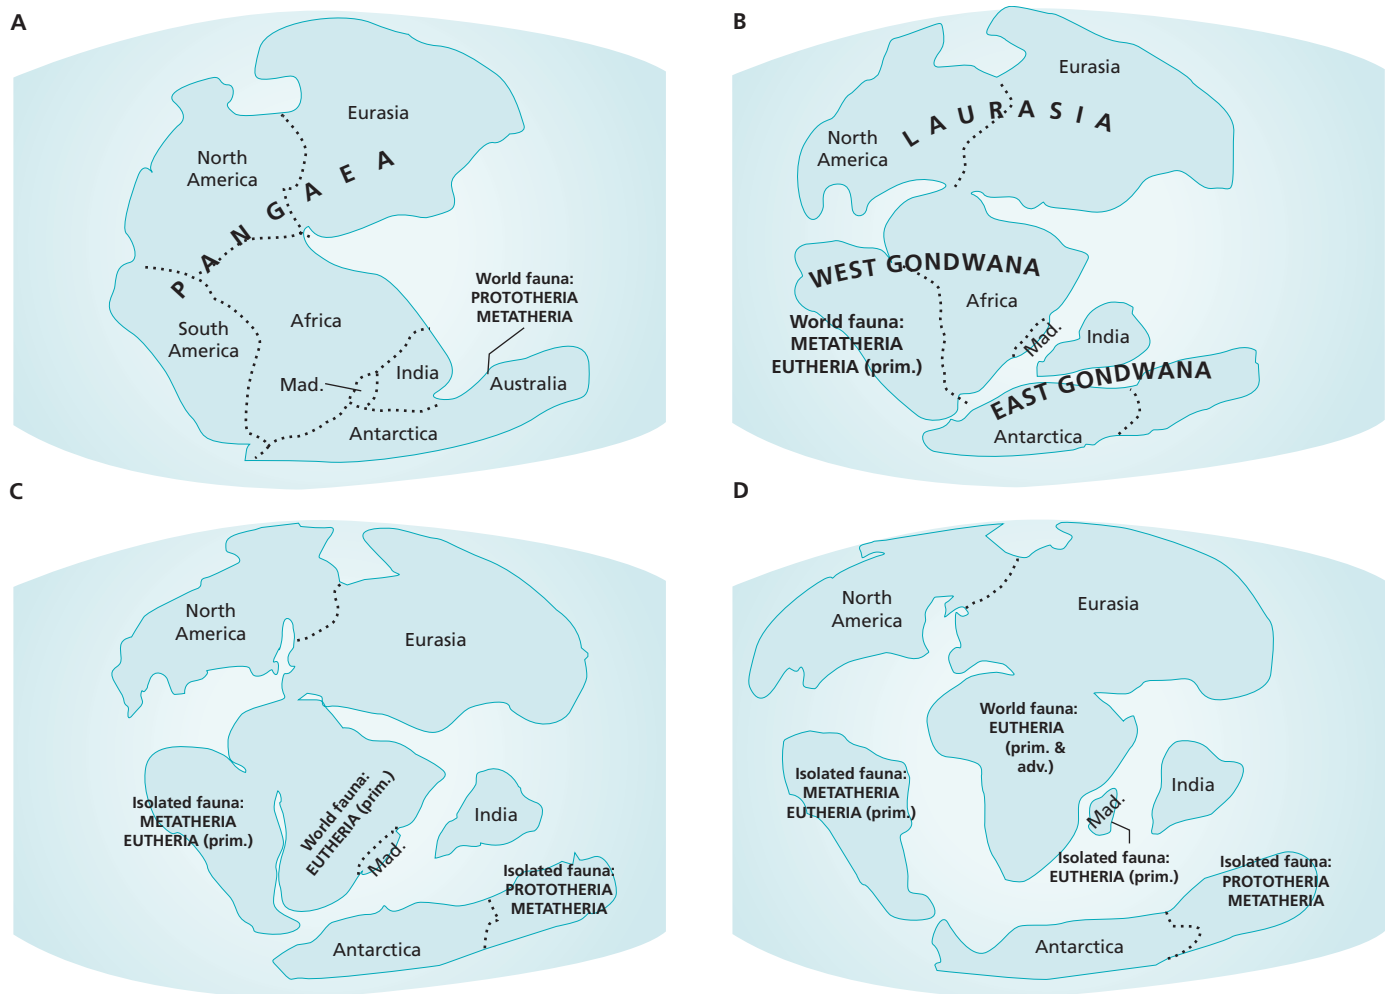 A
Eurasia
North
America
PANGAEA
World fauna:
PROTOTHERIA
METATHERIA
South
America
Africa
Mad.
India
Australia
Antarctica
B
Eurasia
LAURASIA
North
America
WEST GONDWANA
Africa
World fauna:
METATHERIA
EUTHERIA (prim.)
Mad.
India
EAST GONDWANA
Antarctica
C
North
America
Eurasia
Isolated fauna:
METATHERIA
EUTHERIA (prim.)
World fauna:
EUTHERIA (prim.)
Mad.
India
Isolated fauna:
PROTOTHERIA
METATHERIA
Antarctica
D
North
America
Eurasia
World fauna:
EUTHERIA
(prim. &
adv.)
Isolated fauna:
METATHERIA
EUTHERIA (prim.)
India
Mad.
Isolated fauna:
EUTHERIA (prim.)
Isolated fauna:
PROTOTHERIA
METATHERIA
Antarctica